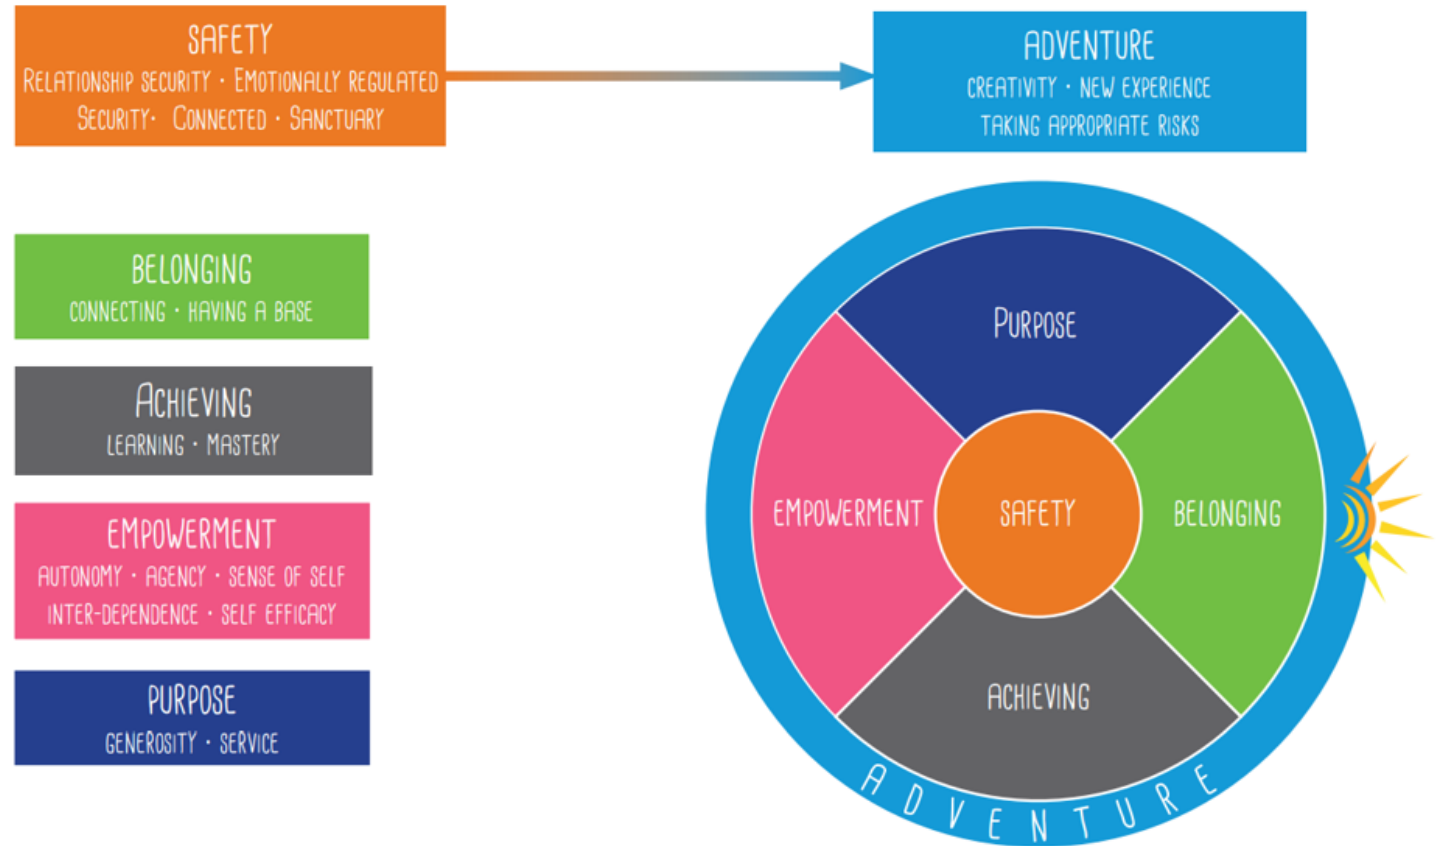 SAFETY
RELATIONSHIP SECURITY · EMOTIONALLY REGULATED
SECURITY· CONNECTED · SANCTUARY
ADVENTURE
CREATIVITY · NEW EXPERIENCE
TAKING APPROPRIATE RISKS
BELONGING
CONNECTING · HAVING A BASE
ACHIEVING
LEARNING · MASTERY
EMPOWERMENT
AUTONOMY · AGENCY · SENSE OF SELF
INTER-DEPENDENCE · SELF EFFICACY
PURPOSE
GENEROSITY · SERVICE
PURPOSE
EMPOWERMENT
SAFETY
BELONGING
ACHIEVING
ADVENTURE